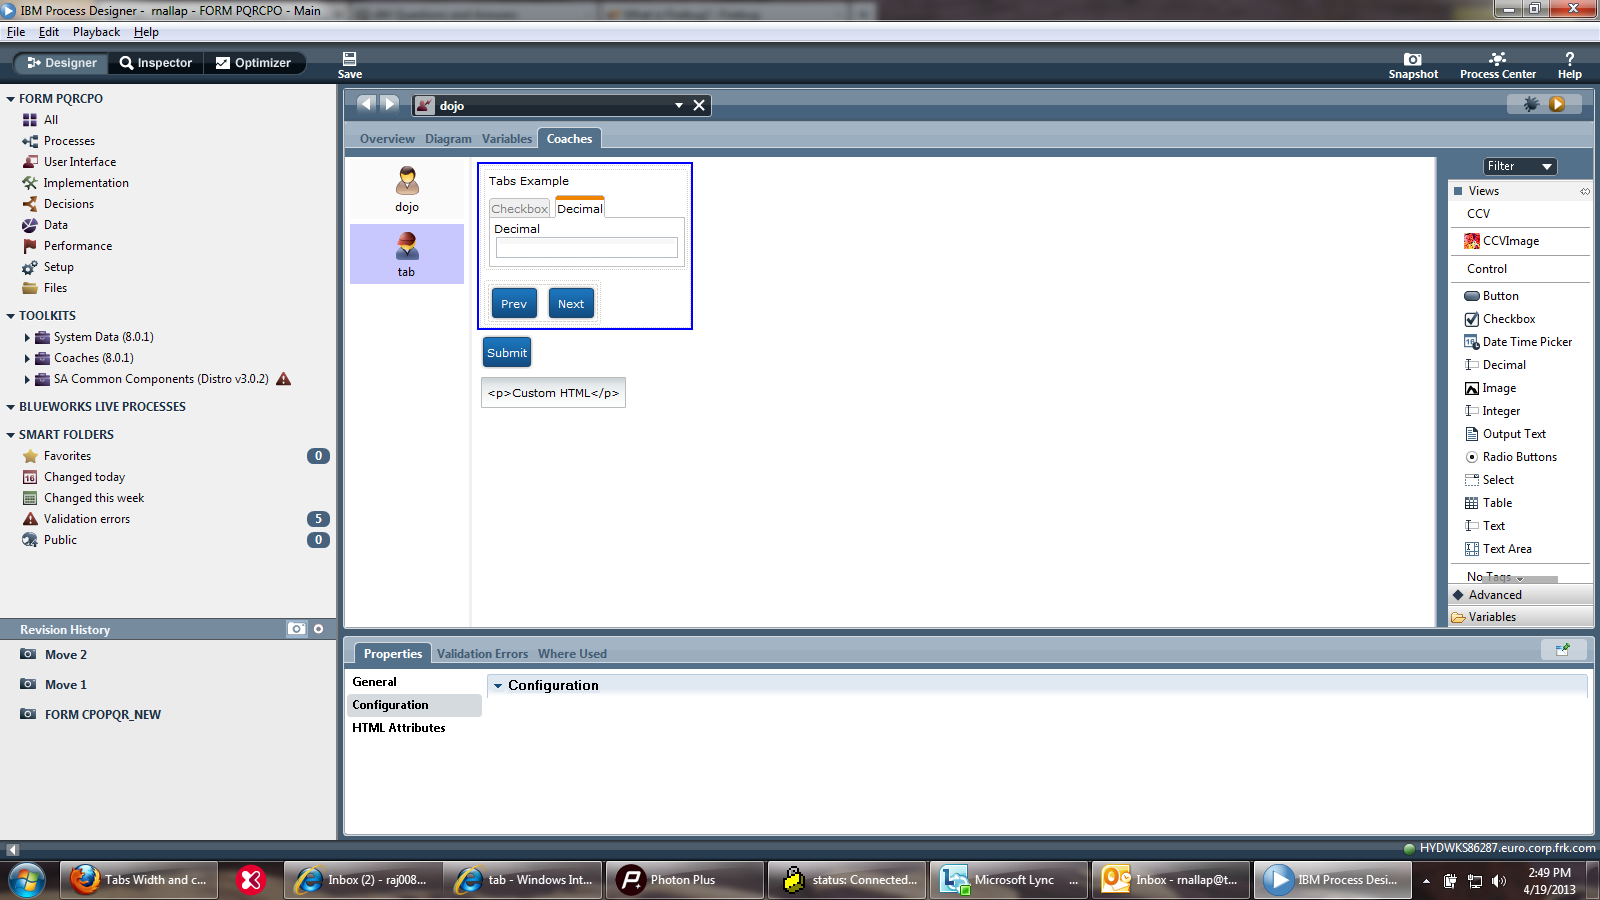 IBM Process Designer - rnallap - FORM PQRCPO - Main
File Edit Playback Help
Designer Inspector Optimizer Save Snapshot Process Center Help
FORM PQRCPO
All
Processes
User Interface
Implementation
Decisions
Data
Performance
Setup
Files
TOOLKITS
System Data (8.0.1)
Coaches (8.0.1)
SA Common Components (Distro v3.0.2)
BLUEWORKS LIVE PROCESSES
SMART FOLDERS
Favorites 0
16 Changed today
Changed this week
Validation errors 5
Public 0
Revision History
Move 2
Move 1
FORM CPOPQR_NEW
dojo
Overview Diagram Variables Coaches
dojo
tab
Tabs Example
Checkbox Decimal
Decimal
Prev Next
Submit
<p>Custom HTML</p>
Filter
Views
CCV
CCVImage
Control
Button
Checkbox
Date Time Picker
Decimal
Image
Integer
Output Text
Radio Buttons
Select
Table
Text
Text Area
No Tags
Advanced
Variables
Properties Validation Errors Where Used
General
Configuration
HTML Attributes
Configuration
HYDWKS86287.euro.corp.frk.com
Tabs Width and c... Inbox (2) - raj008... tab - Windows Int... Photon Plus status: Connected... Microsoft Lync ... Inbox - rnallap@t... IBM Process Desi...
2:49 PM
4/19/2013